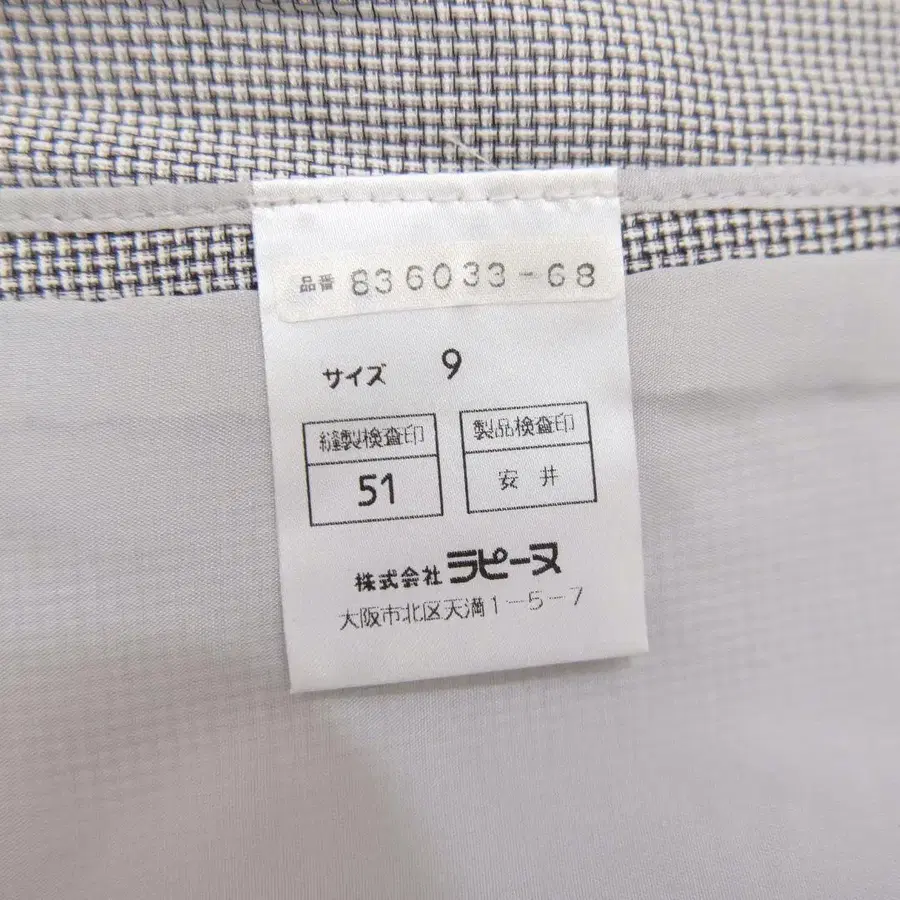 品番 836033-68
サイズ 9
縫製検査印 製品検査印
51 安井
株式会社 ラピーヌ
大阪市北区天満1-5-7